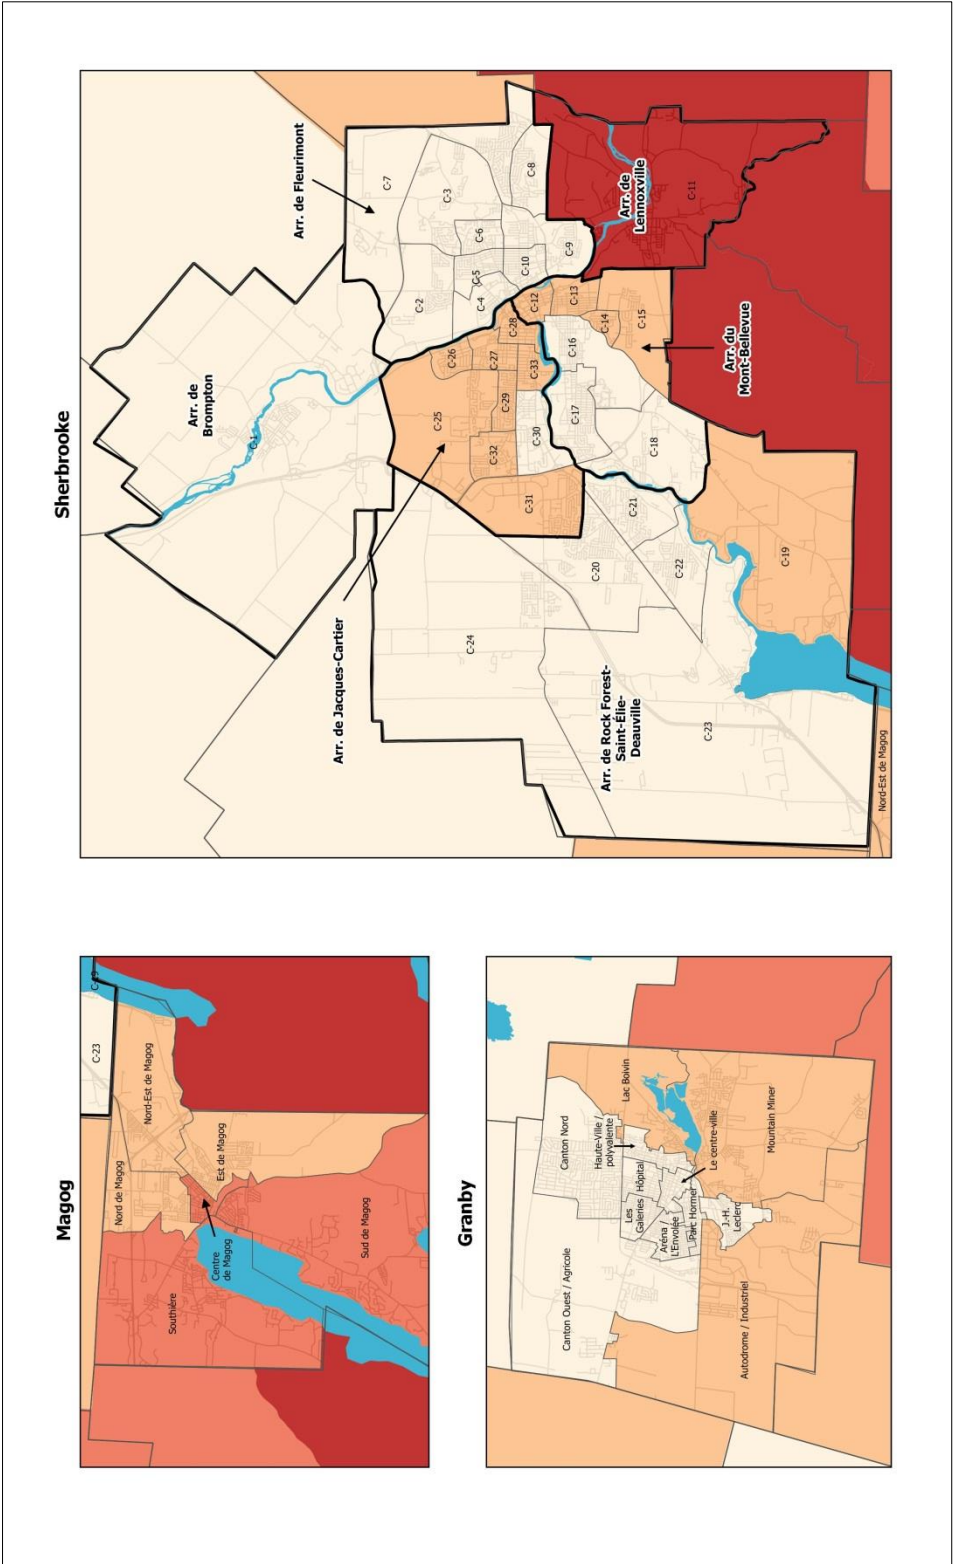 Sherbrooke
Arr. de Fleurimont
Arr. de
Brompton
C-1
C-7
C-3
C-8
C-2
C-6
C-5
C-4
C-10
C-9
Arr. de
Lennoxville
C-11
Arr. de Jacques-Cartier
C-25
C-26
C-27
C-28
C-29
C-33
C-32
C-30
C-31
C-12
C-13
C-14
C-15
C-16
C-17
C-18
Arr. du
Mont-Bellevue
C-24
C-20
C-21
C-22
C-19
Arr. de Rock Forest-
Saint-Élie-
Deauville
C-23
Nord-Est de Magog
Magog
C-23
C-19
Nord-Est de Magog
Nord de Magog
Est de Magog
Centre
de Magog
Southière
Sud de Magog
Granby
Canton Nord
Lac Boivin
Haute-Ville /
polyvalente
Hôpital
Les
Galeries
Le centre-ville
Canton Ouest / Agricole
Aréna /
L'Envolée
Parc Horner
J.-H.
Leclerc
Mountain Miner
Autodrome / Industriel